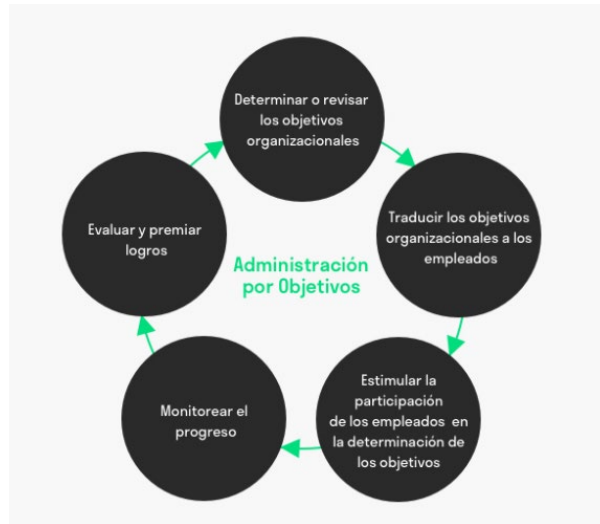 Determinar o revisar
los objetivos
organizacionales
Traducir los objetivos
organizacionales a los
empleados
Estimular la
participación
de los empleados en
la determinación de
los objetivos
Monitorear el
progreso
Evaluar y premiar
logros
Administración
por Objetivos